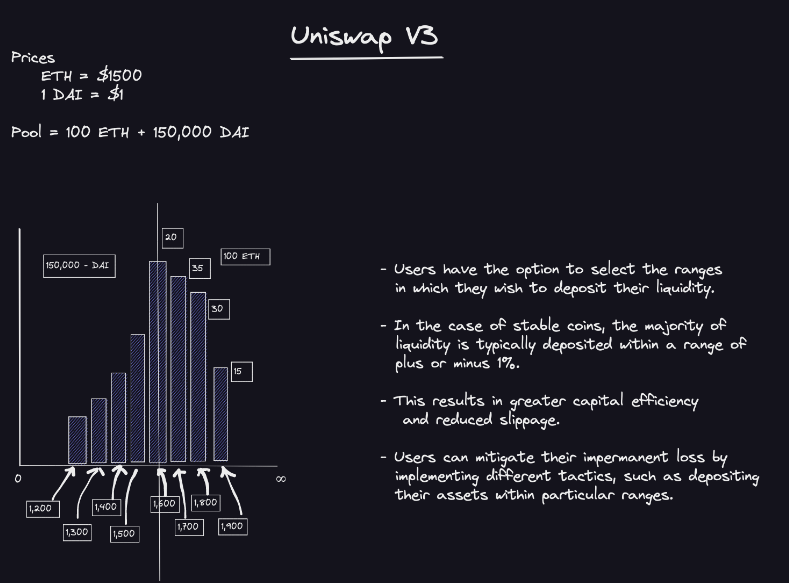 Uniswap V3
Prices
ETH = $1500
1 DAI = $1
Pool = 100 ETH + 150,000 DAI
20
100 ETH
150,000 - DAI
35
30
15
0
∞
1,200
1,300
1,400
1,500
1,600
1,700
1,800
1,900
- Users have the option to select the ranges
in which they wish to deposit their liquidity.
- In the case of stable coins, the majority of
liquidity is typically deposited within a range of
plus or minus 1%.
- This results in greater capital efficiency
and reduced slippage.
- Users can mitigate their impermanent loss by
implementing different tactics, such as depositing
their assets within particular ranges.